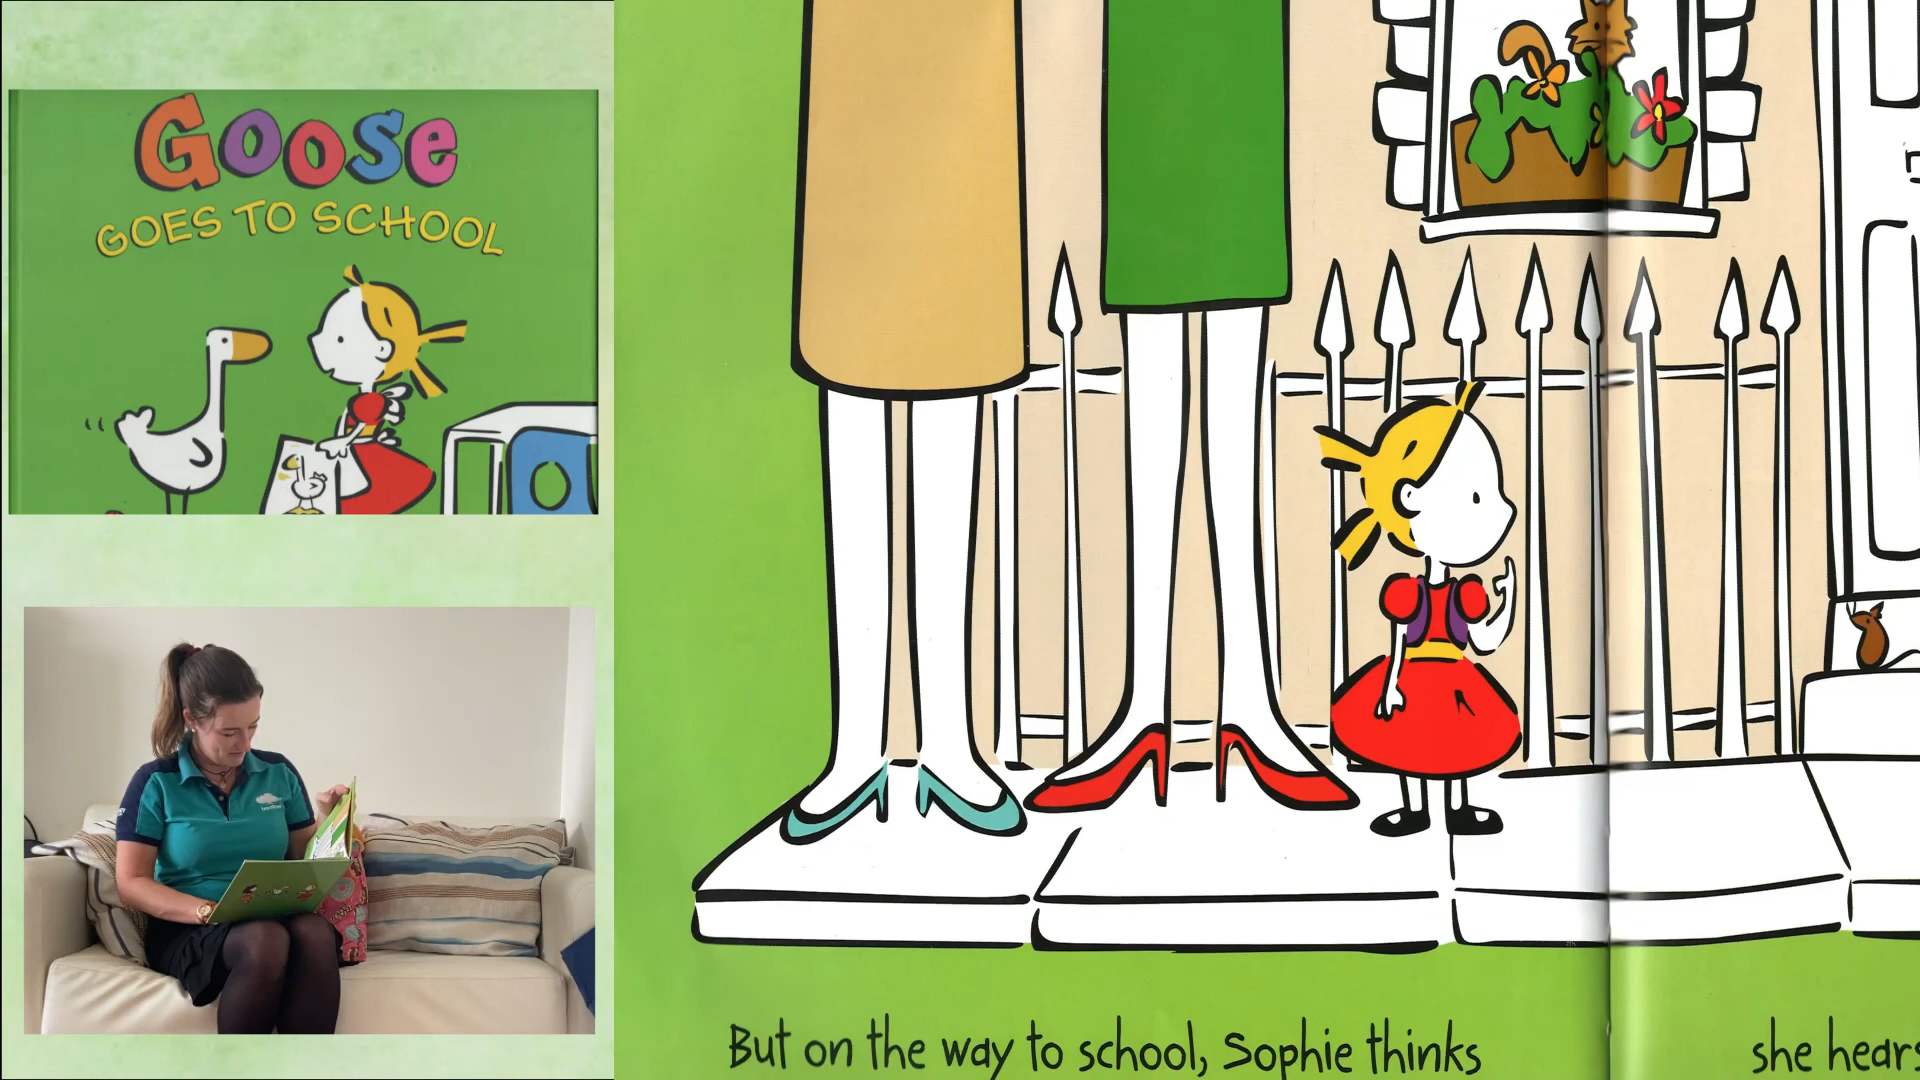 Goose
GOES TO SCHOOL
But on the way to school, Sophie thinks
she hears